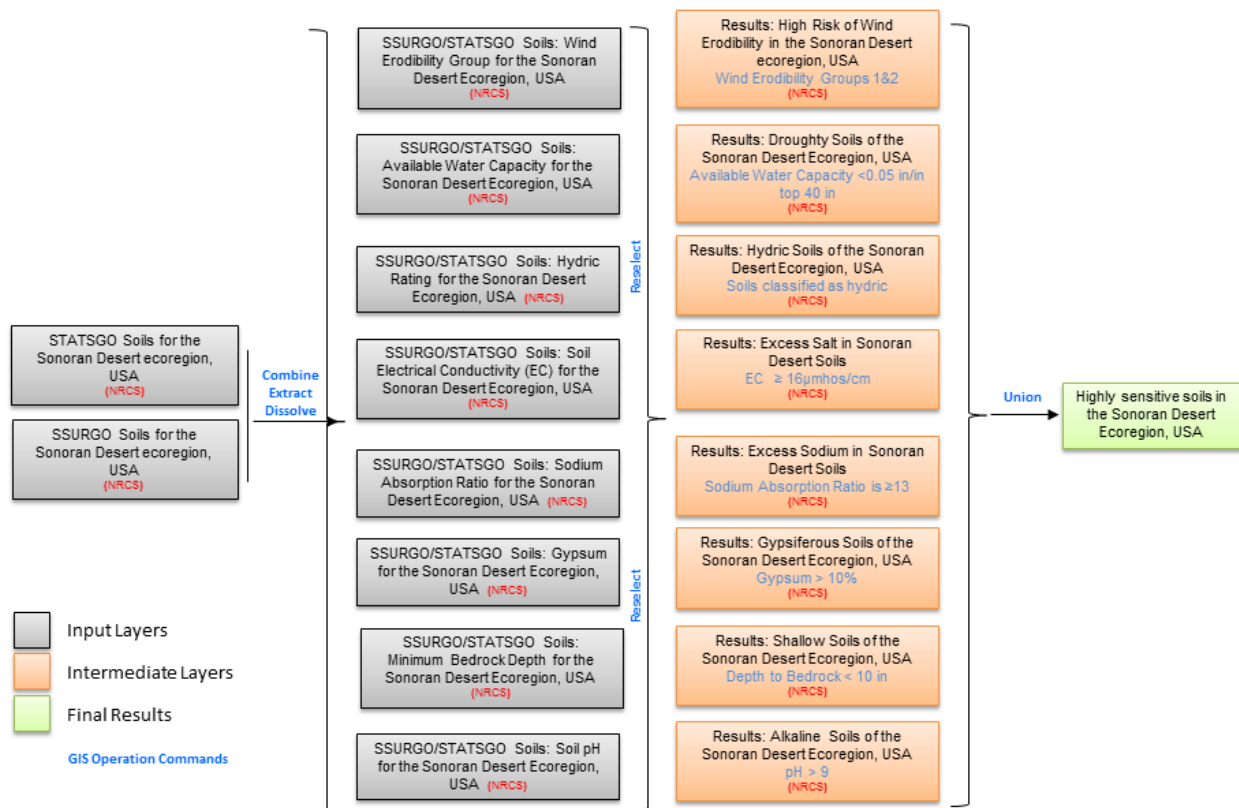 STATSGO Soils for the
Sonoran Desert ecoregion,
USA
(NRCS)
SSURGO Soils for the
Sonoran Desert ecoregion,
USA
(NRCS)
Combine
Extract
Dissolve
SSURGO/STATSGO Soils: Wind
Erodibility Group for the Sonoran
Desert Ecoregion, USA
(NRCS)
SSURGO/STATSGO Soils:
Available Water Capacity for the
Sonoran Desert Ecoregion, USA
(NRCS)
SSURGO/STATSGO Soils: Hydric
Rating for the Sonoran Desert
Ecoregion, USA (NRCS)
SSURGO/STATSGO Soils: Soil
Electrical Conductivity (EC) for the
Sonoran Desert Ecoregion, USA
(NRCS)
SSURGO/STATSGO Soils: Sodium
Absorption Ratio for the Sonoran
Desert Ecoregion, USA (NRCS)
SSURGO/STATSGO Soils: Gypsum
for the Sonoran Desert Ecoregion,
USA (NRCS)
SSURGO/STATSGO Soils:
Minimum Bedrock Depth for the
Sonoran Desert Ecoregion, USA
(NRCS)
SSURGO/STATSGO Soils: Soil pH
for the Sonoran Desert Ecoregion,
USA (NRCS)
Reselect
Reselect
Results: High Risk of Wind
Erodibility in the Sonoran Desert
ecoregion, USA
Wind Erodibility Groups 1&2
(NRCS)
Results: Droughty Soils of the
Sonoran Desert Ecoregion, USA
Available Water Capacity <0.05 in/in
top 40 in
(NRCS)
Results: Hydric Soils of the Sonoran
Desert Ecoregion, USA
Soils classified as hydric
(NRCS)
Results: Excess Salt in Sonoran
Desert Soils
EC ≥ 16µmhos/cm
(NRCS)
Results: Excess Sodium in Sonoran
Desert Soils
Sodium Absorption Ratio is ≥13
(NRCS)
Results: Gypsiferous Soils of the
Sonoran Desert Ecoregion, USA
Gypsum > 10%
(NRCS)
Results: Shallow Soils of the
Sonoran Desert Ecoregion, USA
Depth to Bedrock < 10 in
(NRCS)
Results: Alkaline Soils of the
Sonoran Desert Ecoregion, USA
pH > 9
(NRCS)
Union
Highly sensitive soils in
the Sonoran Desert
Ecoregion, USA
Input Layers
Intermediate Layers
Final Results
GIS Operation Commands